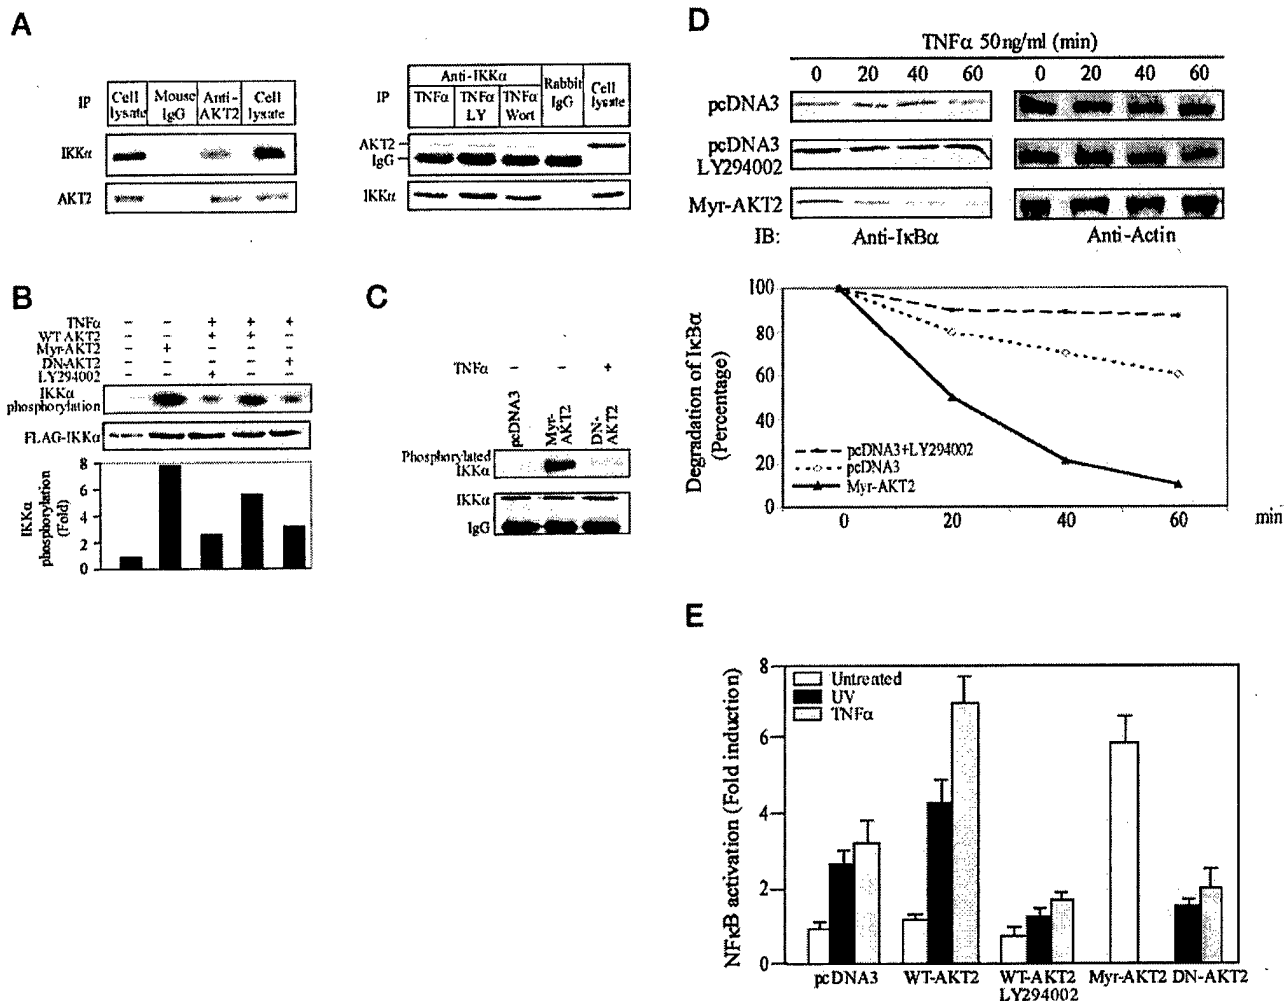 A
IP
Cell lysate
Mouse IgG
Anti-AKT2
Cell lysate
IKKα
AKT2
IP
Anti-IKKα
TNFα
TNFα LY
TNFα Wort
Rabbit IgG
Cell lysate
AKT2
IgG
IKKα
B
TNFα − − + + +
WT-AKT2 − − + + −
Myr-AKT2 − + − − −
DN-AKT2 − − − − +
LY294002 − − + − −
IKKα phosphorylation
FLAG-IKKα
IKKα phosphorylation (Fold)
8
6
4
2
0
C
TNFα − − +
pcDNA3
Myr-AKT2
DN-AKT2
Phosphorylated IKKα
IKKα
IgG
D
TNFα 50ng/ml (min)
0 20 40 60 0 20 40 60
pcDNA3
pcDNA3 LY294002
Myr-AKT2
IB: Anti-IκBα Anti-Actin
Degradation of IκBα (Percentage)
100
80
60
40
20
0
pcDNA3+LY294002
pcDNA3
Myr-AKT2
0 20 40 60 min
E
NFκB activation (Fold induction)
8
6
4
2
0
Untreated
UV
TNFα
pcDNA3
WT-AKT2
WT-AKT2 LY294002
Myr-AKT2
DN-AKT2